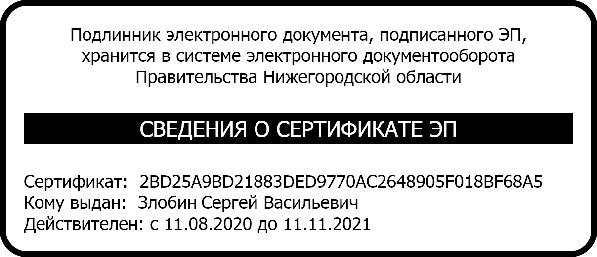 Подлинник электронного документа, подписанного ЭП,
хранится в системе электронного документооборота
Правительства Нижегородской области
СВЕДЕНИЯ О СЕРТИФИКАТЕ ЭП
Сертификат: 2BD25A9BD21883DED9770AC2648905F018BF68A5
Кому выдан: Злобин Сергей Васильевич
Действителен: с 11.08.2020 до 11.11.2021